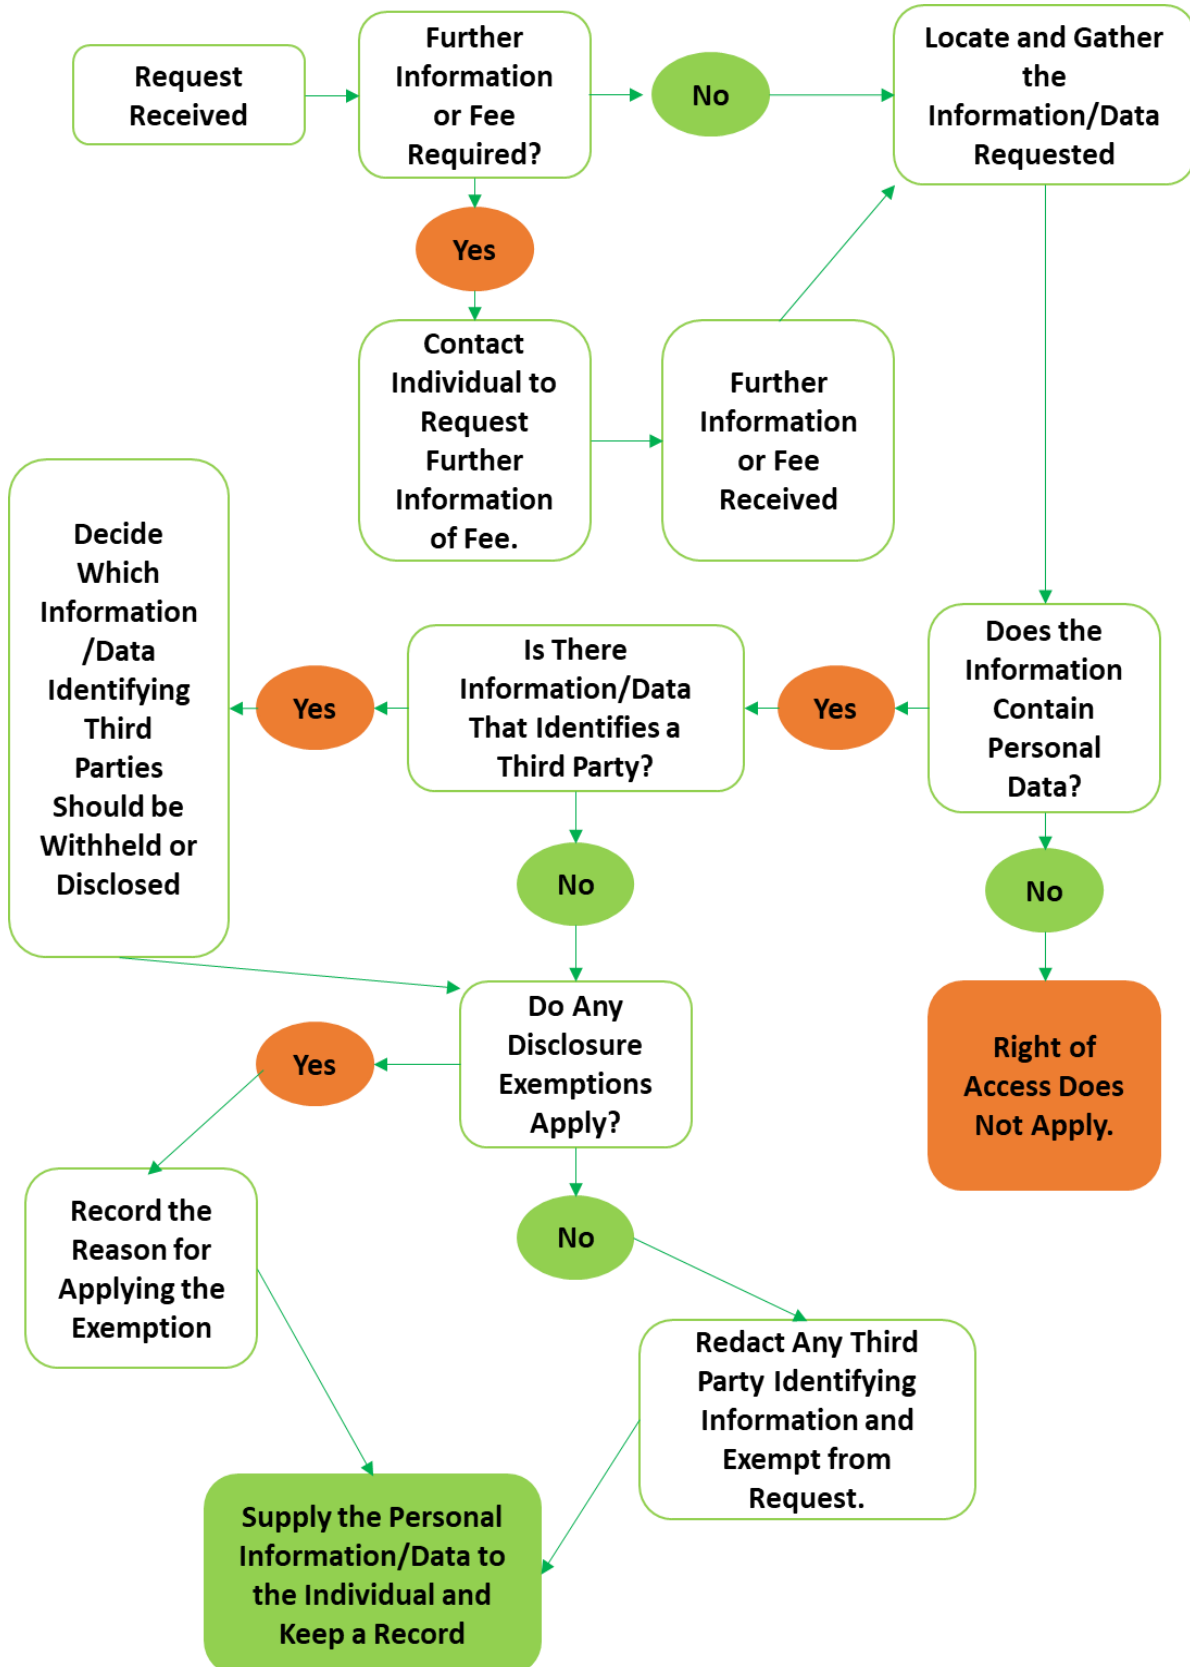 Request
Received
Further
Information
or Fee
Required?
No
Locate and Gather
the
Information/Data
Requested
Yes
Contact
Individual to
Request
Further
Information
of Fee.
Further
Information
or Fee
Received
Decide
Which
Information
/Data
Identifying
Third
Parties
Should be
Withheld or
Disclosed
Yes
Is There
Information/Data
That Identifies a
Third Party?
Yes
Does the
Information
Contain
Personal
Data?
No
No
Right of
Access Does
Not Apply.
Do Any
Disclosure
Exemptions
Apply?
Yes
No
Record the
Reason for
Applying the
Exemption
Redact Any Third
Party Identifying
Information and
Exempt from
Request.
Supply the Personal
Information/Data to
the Individual and
Keep a Record